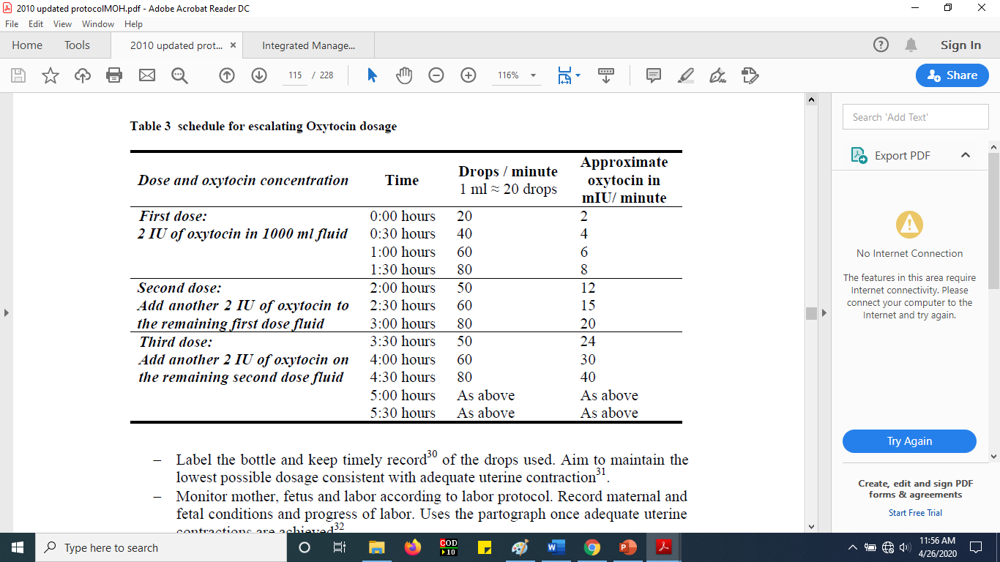 2010 updated protocolMOH.pdf - Adobe Acrobat Reader DC
File Edit View Window Help
Home Tools 2010 updated prot... × Integrated Manage... Sign In
115 / 228 116% Share
Table 3 schedule for escalating Oxytocin dosage
Dose and oxytocin concentration Time Drops / minute 1 ml ≈ 20 drops Approximate oxytocin in mIU/ minute
First dose: 0:00 hours 20 2
2 IU of oxytocin in 1000 ml fluid 0:30 hours 40 4
1:00 hours 60 6
1:30 hours 80 8
Second dose: 2:00 hours 50 12
Add another 2 IU of oxytocin to 2:30 hours 60 15
the remaining first dose fluid 3:00 hours 80 20
Third dose: 3:30 hours 50 24
Add another 2 IU of oxytocin on 4:00 hours 60 30
the remaining second dose fluid 4:30 hours 80 40
5:00 hours As above As above
5:30 hours As above As above
– Label the bottle and keep timely record30 of the drops used. Aim to maintain the
lowest possible dosage consistent with adequate uterine contraction31.
– Monitor mother, fetus and labor according to labor protocol. Record maternal and
fetal conditions and progress of labor. Uses the partograph once adequate uterine
contractions are achieved32
Search 'Add Text'
Export PDF
No Internet Connection
The features in this area require
Internet connectivity. Please
connect your computer to the
Internet and try again.
Try Again
Create, edit and sign PDF
forms & agreements
Start Free Trial
Type here to search
COD
10
11:56 AM
4/26/2020